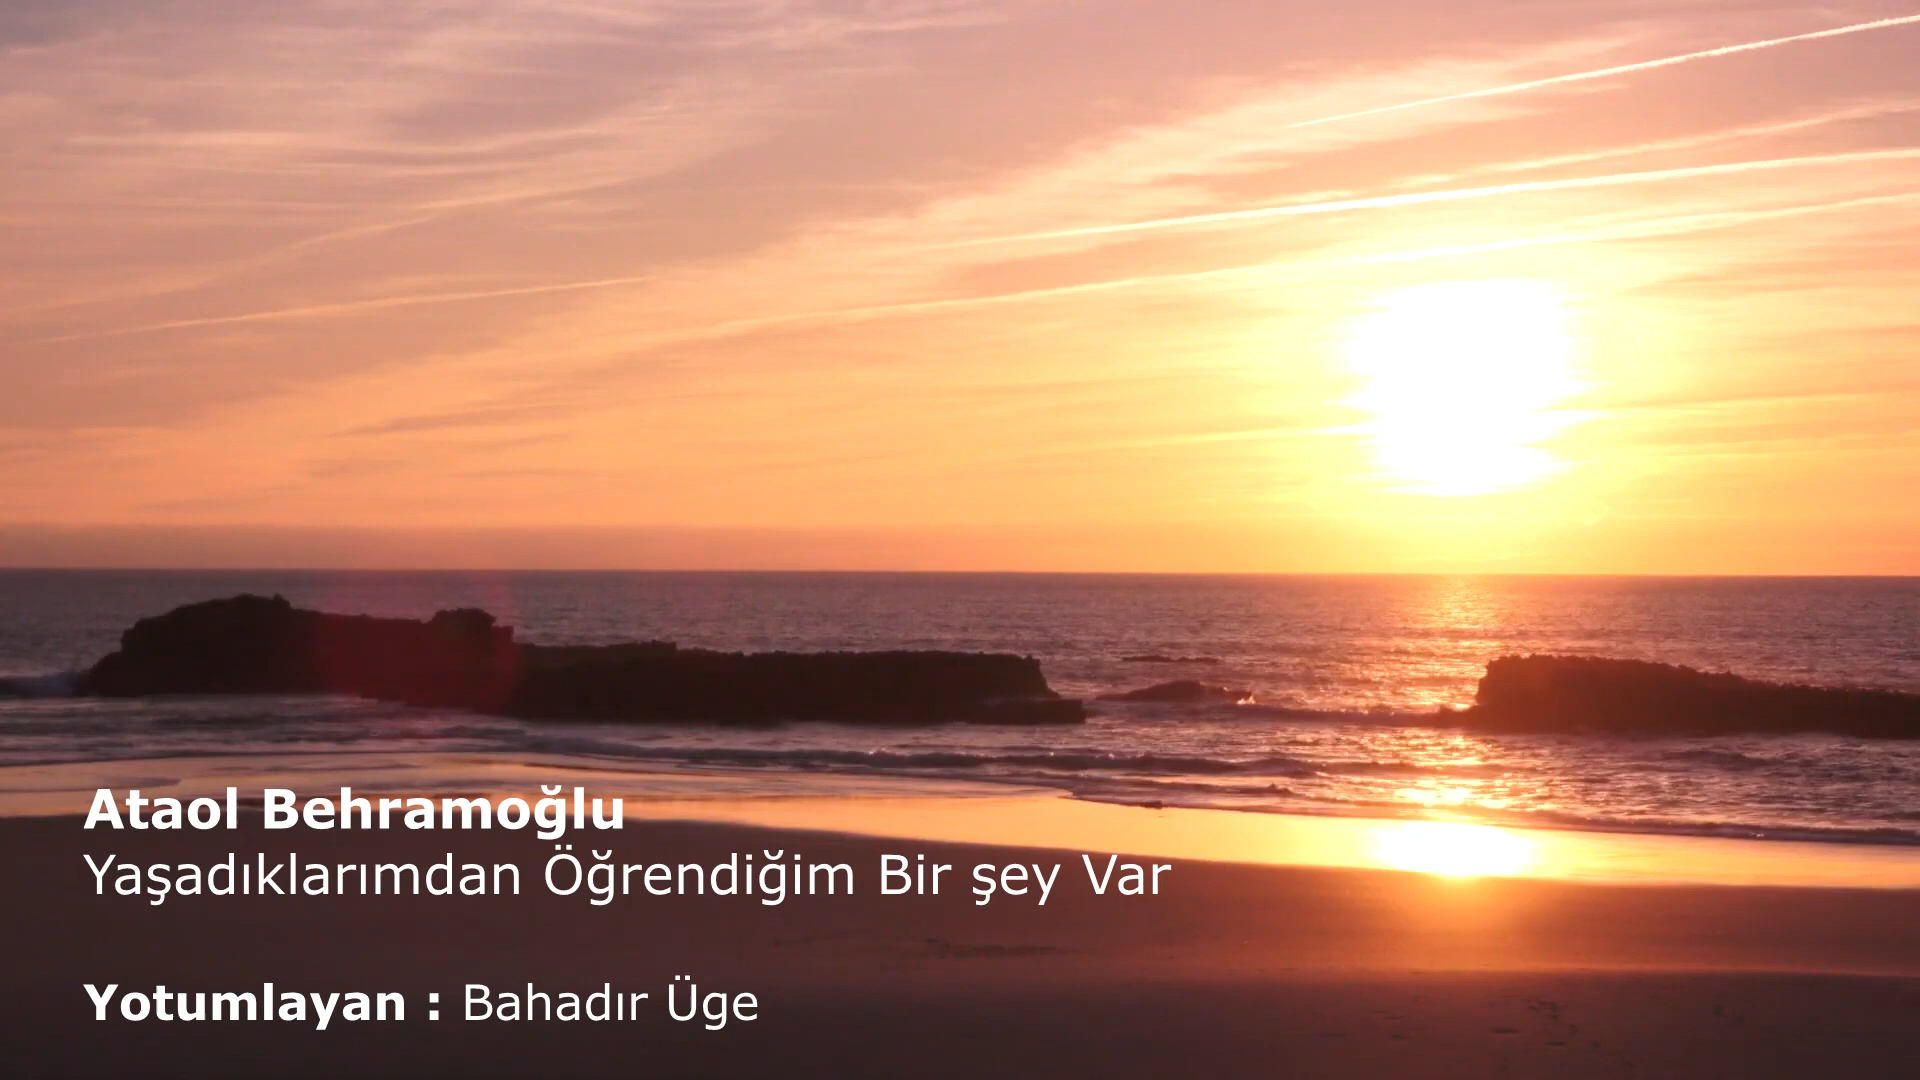 Ataol Behramoğlu
Yaşadıklarımdan Öğrendiğim Bir şey Var
Yotumlayan : Bahadır Üge